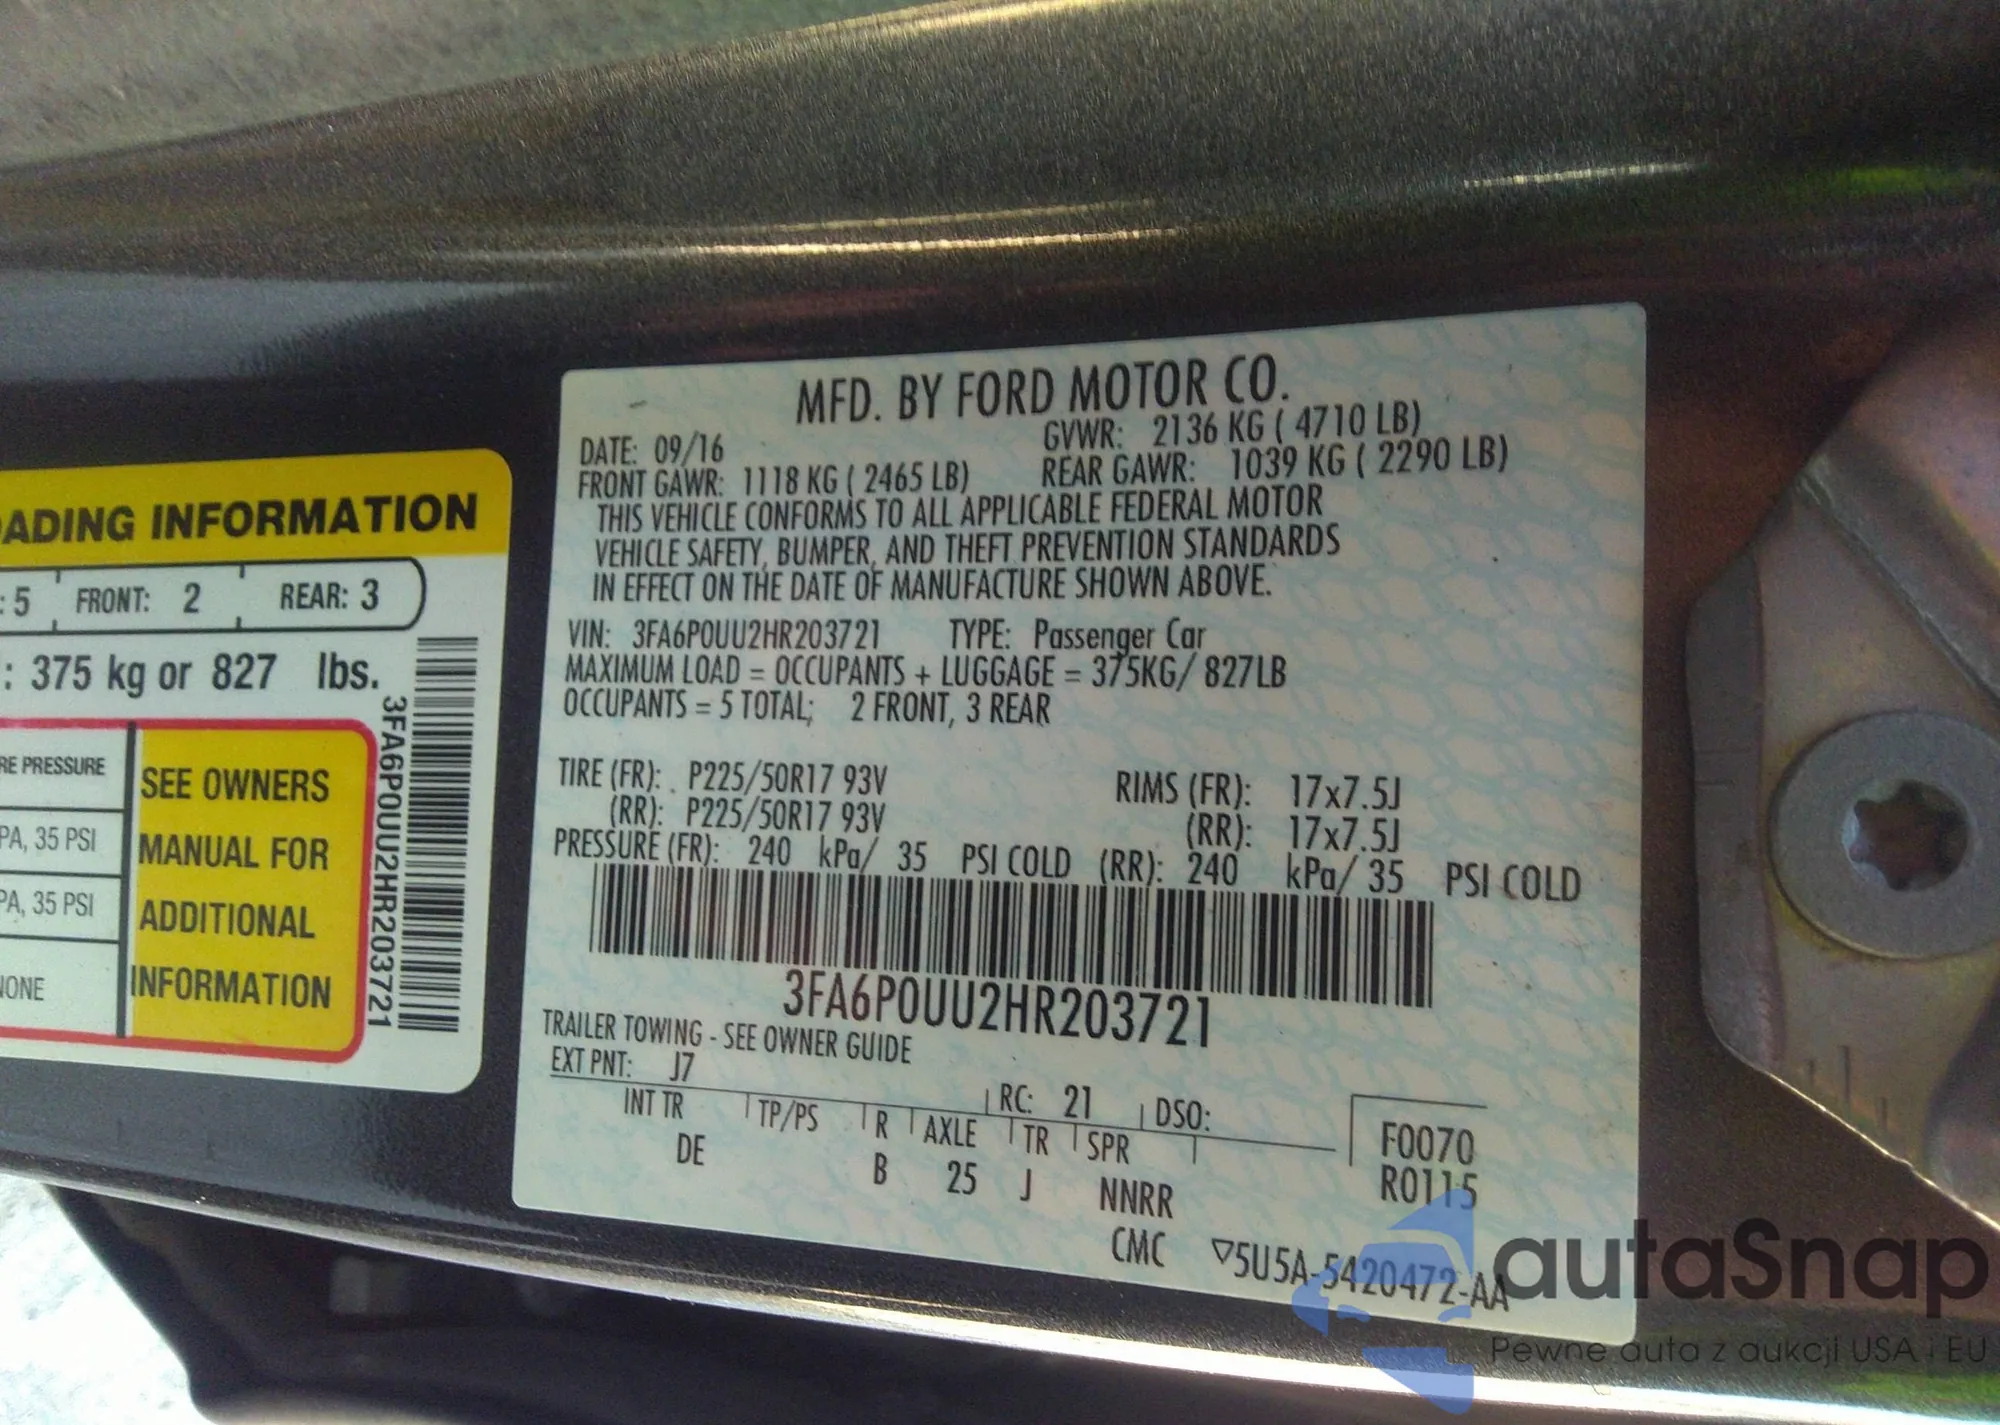 ADING INFORMATION
: 5 FRONT: 2 REAR: 3
: 375 kg or 827 lbs.
RE PRESSURE
PA, 35 PSI
PA, 35 PSI
NONE
SEE OWNERS
MANUAL FOR
ADDITIONAL
INFORMATION
3FA6P0UU2HR203721
MFD. BY FORD MOTOR CO.
DATE: 09/16 GVWR: 2136 KG ( 4710 LB)
FRONT GAWR: 1118 KG ( 2465 LB) REAR GAWR: 1039 KG ( 2290 LB)
THIS VEHICLE CONFORMS TO ALL APPLICABLE FEDERAL MOTOR
VEHICLE SAFETY, BUMPER, AND THEFT PREVENTION STANDARDS
IN EFFECT ON THE DATE OF MANUFACTURE SHOWN ABOVE.
VIN: 3FA6P0UU2HR203721 TYPE: Passenger Car
MAXIMUM LOAD = OCCUPANTS + LUGGAGE = 375KG/ 827LB
OCCUPANTS = 5 TOTAL; 2 FRONT, 3 REAR
TIRE (FR): P225/50R17 93V RIMS (FR): 17x7.5J
(RR): P225/50R17 93V (RR): 17x7.5J
PRESSURE (FR): 240 kPa/ 35 PSI COLD (RR): 240 kPa/ 35 PSI COLD
3FA6P0UU2HR203721
TRAILER TOWING - SEE OWNER GUIDE
EXT PNT: J7 RC: 21 DSO:
INT TR TP/PS R AXLE TR SPR F0070
DE B 25 J NNRR R0115
CMC ▽5U5A-5420472-AA
autaSnap
Pewne auta z aukcji USA i EU